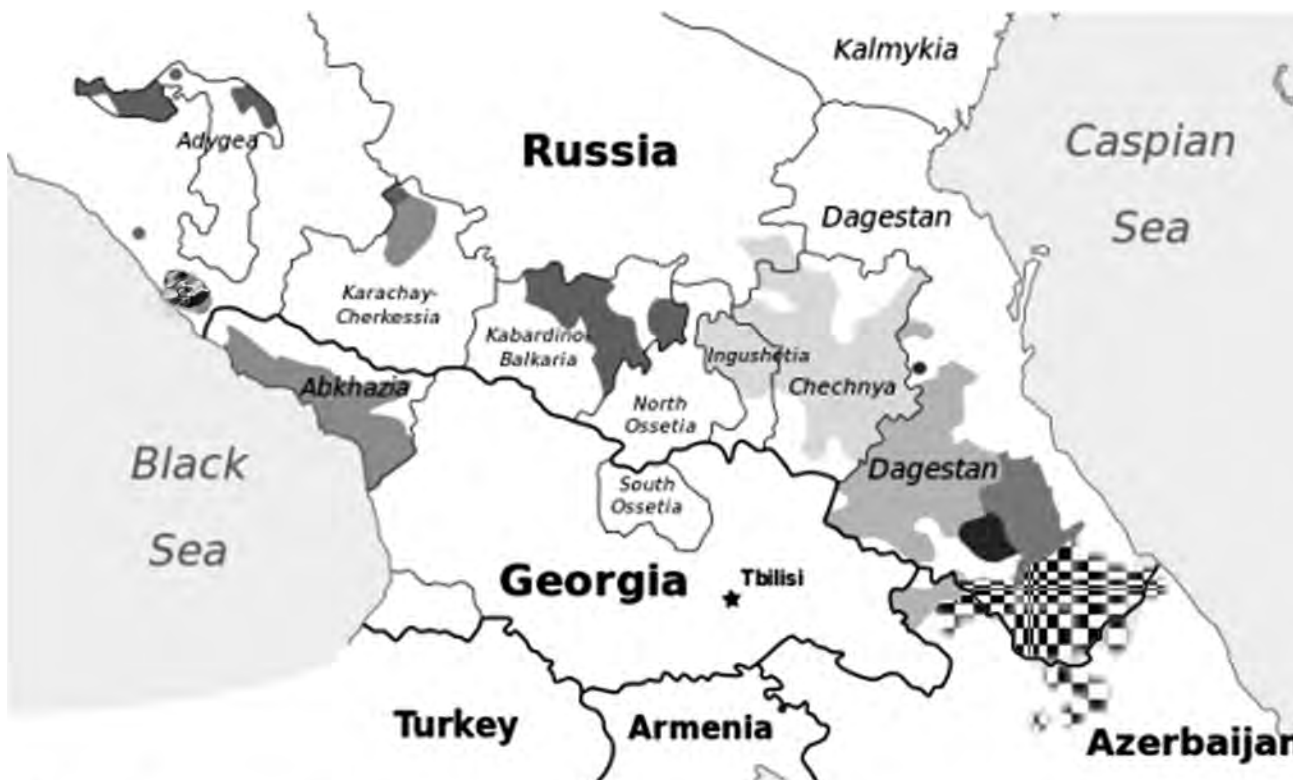 Kalmykia
Adygea
Russia
Caspian
Sea
Dagestan
Karachay-
Cherkessia
Kabardino-
Balkaria
Ingushetia
Chechnya
Abkhazia
North
Ossetia
Black
Sea
Dagestan
South
Ossetia
Georgia
Tbilisi
Turkey
Armenia
Azerbaijan